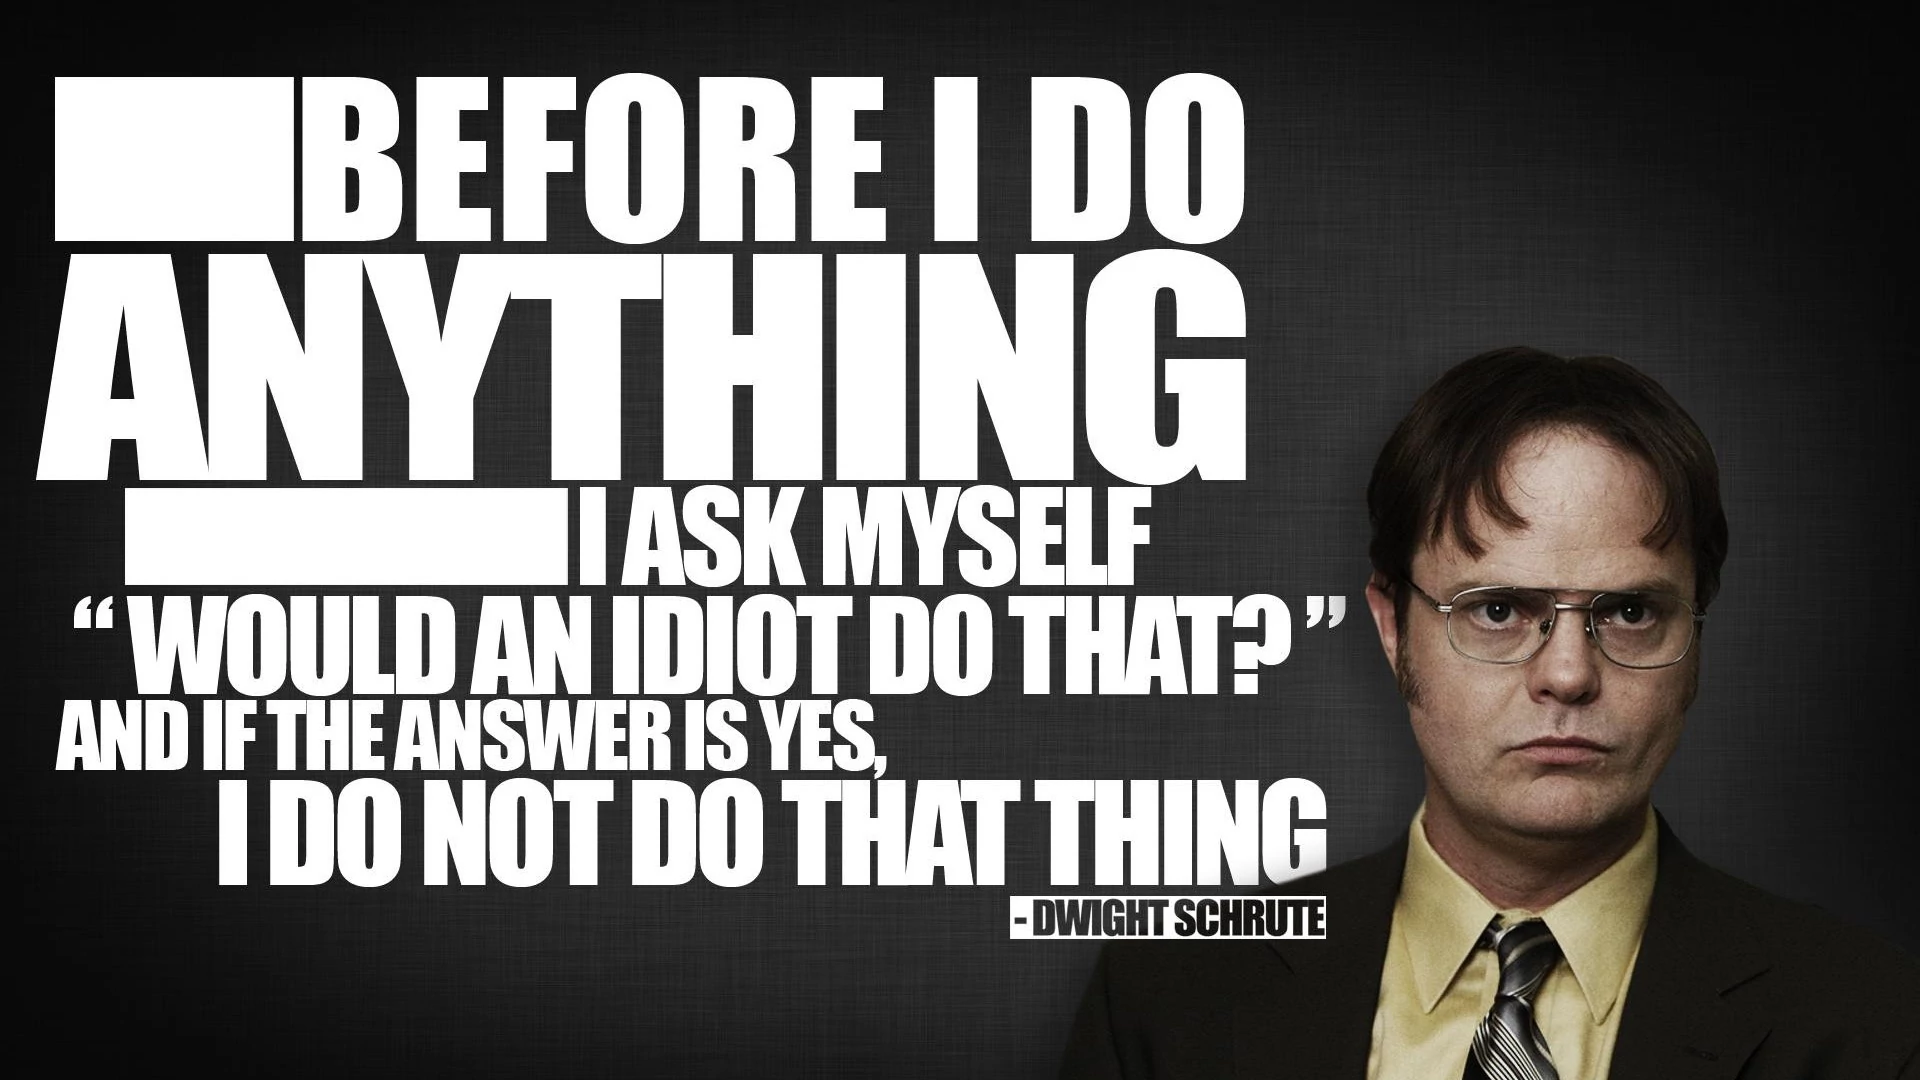 BEFORE I DO
ANYTHING
I ASK MYSELF
“WOULD AN IDIOT DO THAT?”
AND IF THE ANSWER IS YES,
I DO NOT DO THAT THING
- DWIGHT SCHRUTE